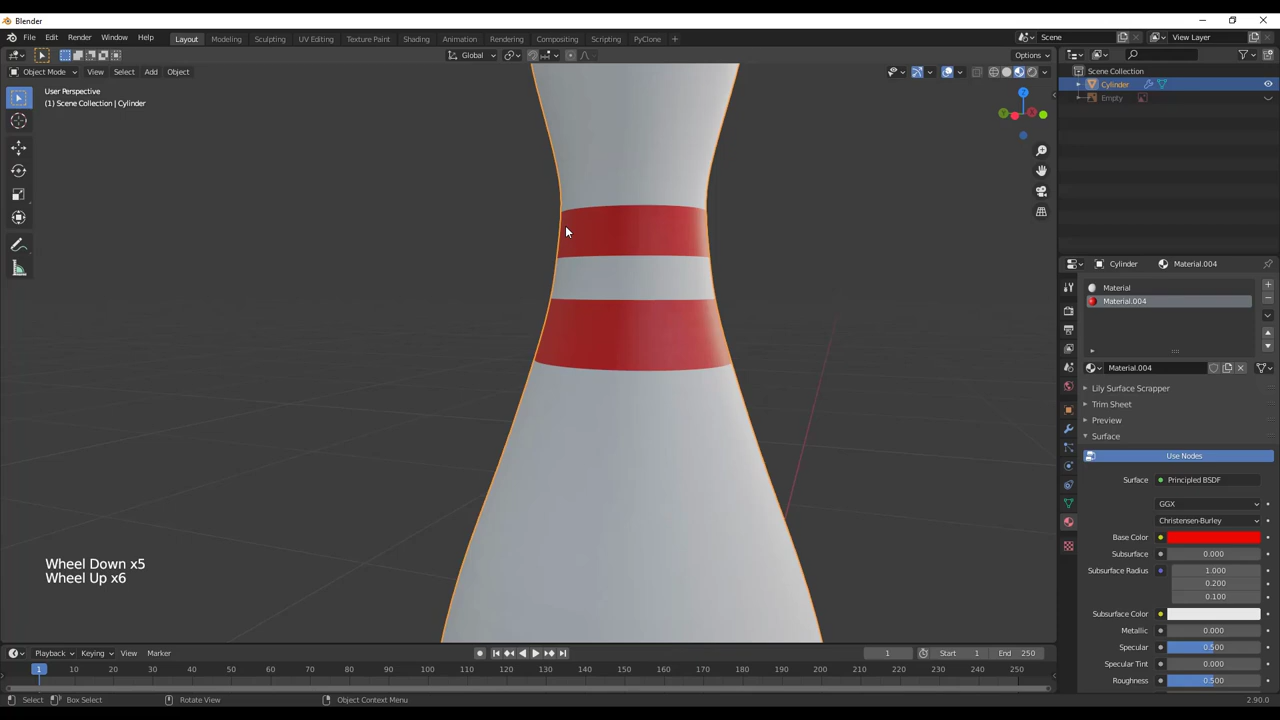 Blender
File Edit Render Window Help Layout Modeling Sculpting UV Editing Texture Paint Shading Animation Rendering Compositing Scripting PyClone + Scene View Layer
Global Options
Object Mode View Select Add Object
Scene Collection
Cylinder
Empty
User Perspective
(1) Scene Collection | Cylinder
Z
Cylinder Material.004
Material
Material.004
Material.004
Lily Surface Scrapper
Trim Sheet
Preview
Surface
Use Nodes
Surface Principled BSDF
GGX
Christensen-Burley
Base Color
Subsurface 0.000
Subsurface Radius 1.000
0.200
0.100
Subsurface Color
Metallic 0.000
Specular 0.500
Specular Tint 0.000
Roughness 0.500
Wheel Down x5
Wheel Up x6
Playback Keying View Marker 1 Start 1 End 250
1 10 20 30 40 50 60 70 80 90 100 110 120 130 140 150 160 170 180 190 200 210 220 230 240 250
Select Box Select Rotate View Object Context Menu 2.90.0